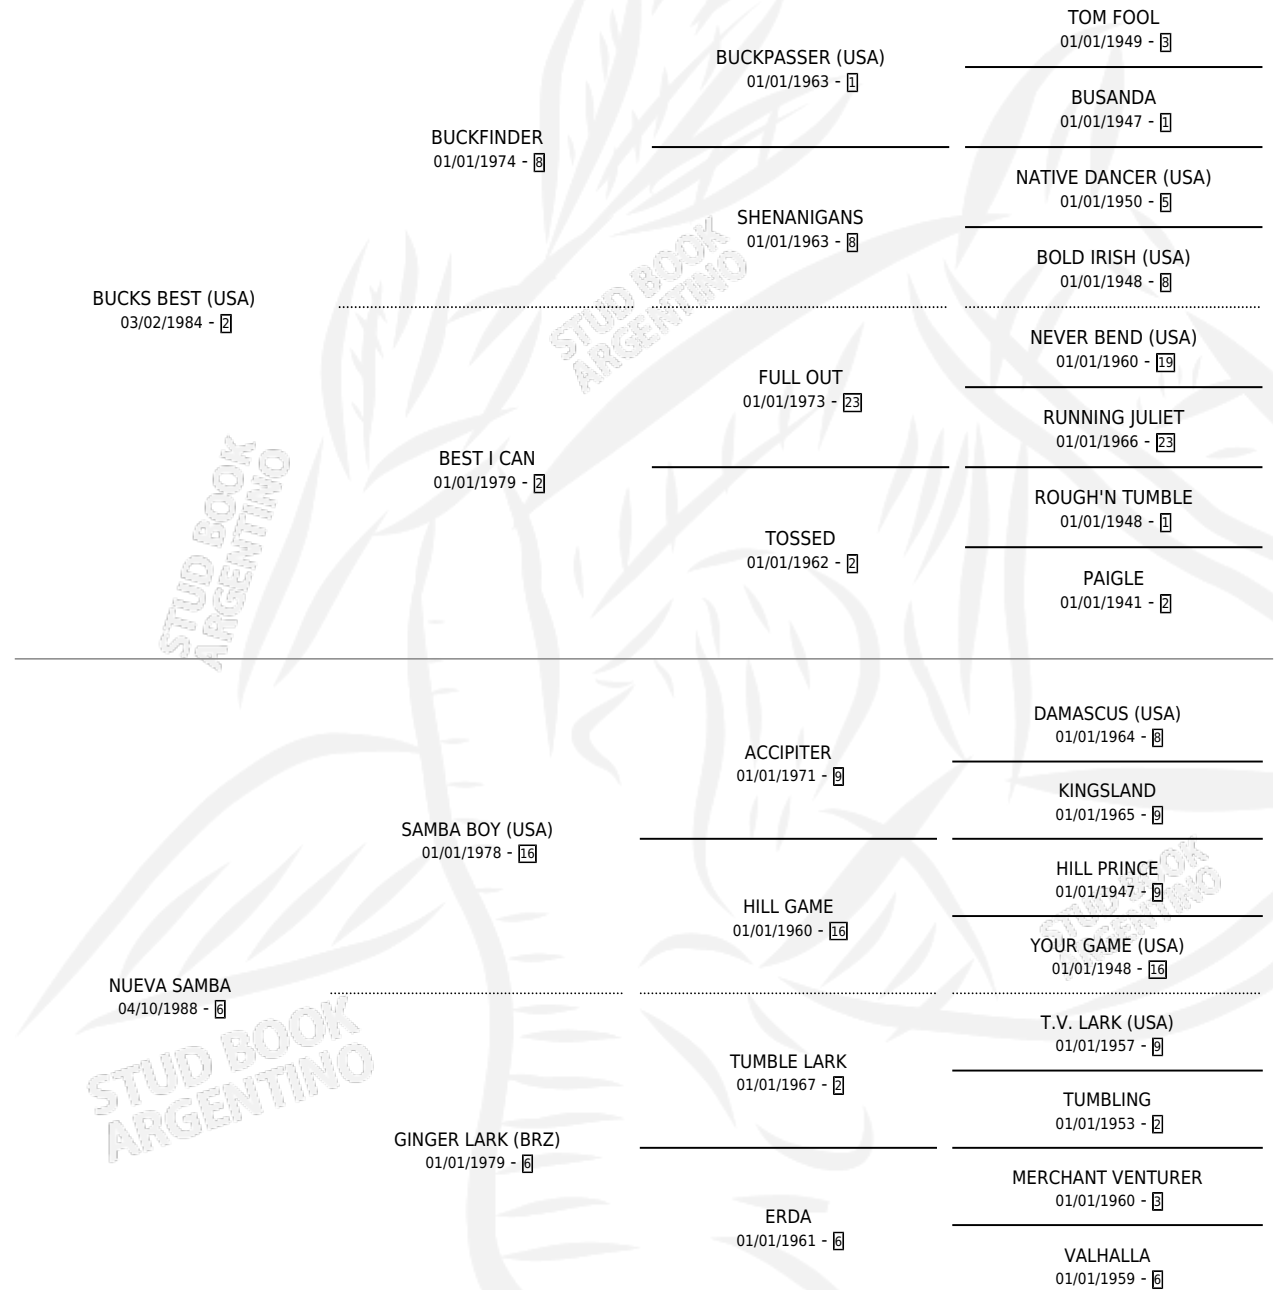 TOM FOOL
01/01/1949 - 3
BUCKPASSER (USA)
01/01/1963 - 1
BUSANDA
01/01/1947 - 1
BUCKFINDER
01/01/1974 - 8
NATIVE DANCER (USA)
01/01/1950 - 5
SHENANIGANS
01/01/1963 - 8
BOLD IRISH (USA)
01/01/1948 - 8
BUCKS BEST (USA)
03/02/1984 - 2
NEVER BEND (USA)
01/01/1960 - 19
FULL OUT
01/01/1973 - 23
RUNNING JULIET
01/01/1966 - 23
BEST I CAN
01/01/1979 - 2
ROUGH'N TUMBLE
01/01/1948 - 1
TOSSED
01/01/1962 - 2
PAIGLE
01/01/1941 - 2
DAMASCUS (USA)
01/01/1964 - 8
ACCIPITER
01/01/1971 - 9
KINGSLAND
01/01/1965 - 9
SAMBA BOY (USA)
01/01/1978 - 16
HILL PRINCE
01/01/1947 - 9
HILL GAME
01/01/1960 - 16
YOUR GAME (USA)
01/01/1948 - 16
NUEVA SAMBA
04/10/1988 - 6
T.V. LARK (USA)
01/01/1957 - 9
TUMBLE LARK
01/01/1967 - 2
TUMBLING
01/01/1953 - 2
GINGER LARK (BRZ)
01/01/1979 - 6
MERCHANT VENTURER
01/01/1960 - 3
ERDA
01/01/1961 - 6
VALHALLA
01/01/1959 - 6
STUD BOOK
ARGENTINO
STUD BOOK
ARGENTINO
STUD BOOK
ARGENTINO
STUD BOOK
ARGENTINO